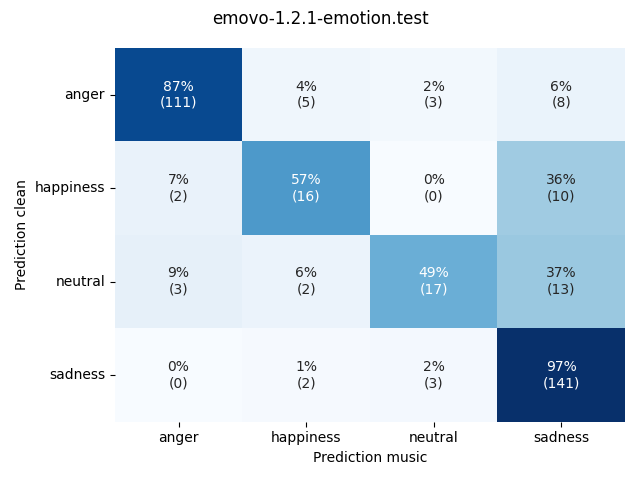 emovo-1.2.1-emotion.test
Prediction clean
anger
87% 4% 2% 6%
(111) (5) (3) (8)
happiness
7% 57% 0% 36%
(2) (16) (0) (10)
neutral
9% 6% 49% 37%
(3) (2) (17) (13)
sadness
0% 1% 2% 97%
(0) (2) (3) (141)
anger happiness neutral sadness
Prediction music